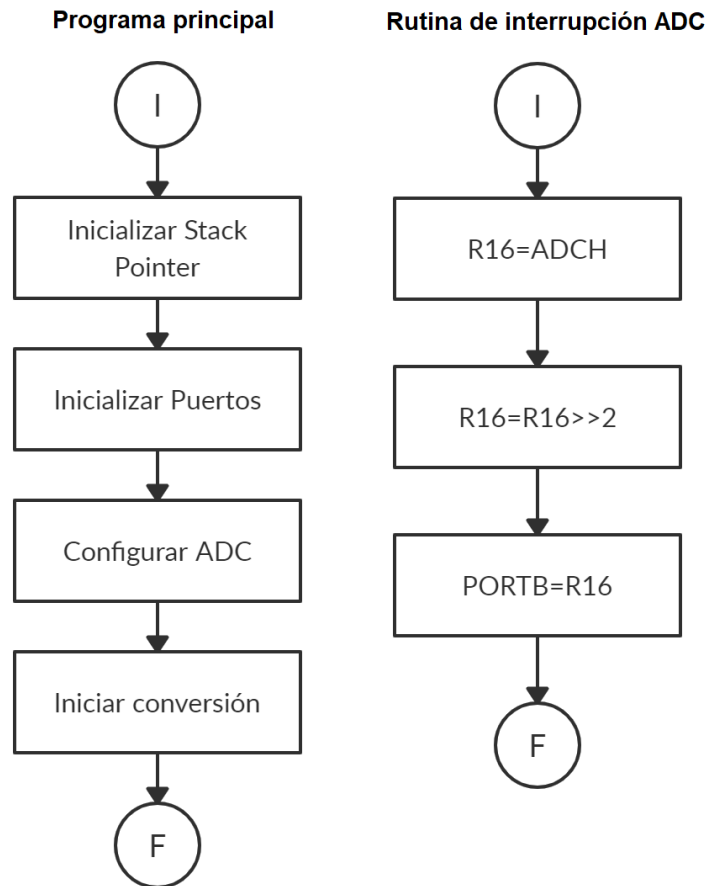 Programa principal
I
Inicializar Stack
Pointer
Inicializar Puertos
Configurar ADC
Iniciar conversión
F
Rutina de interrupción ADC
I
R16=ADCH
R16=R16>>2
PORTB=R16
F